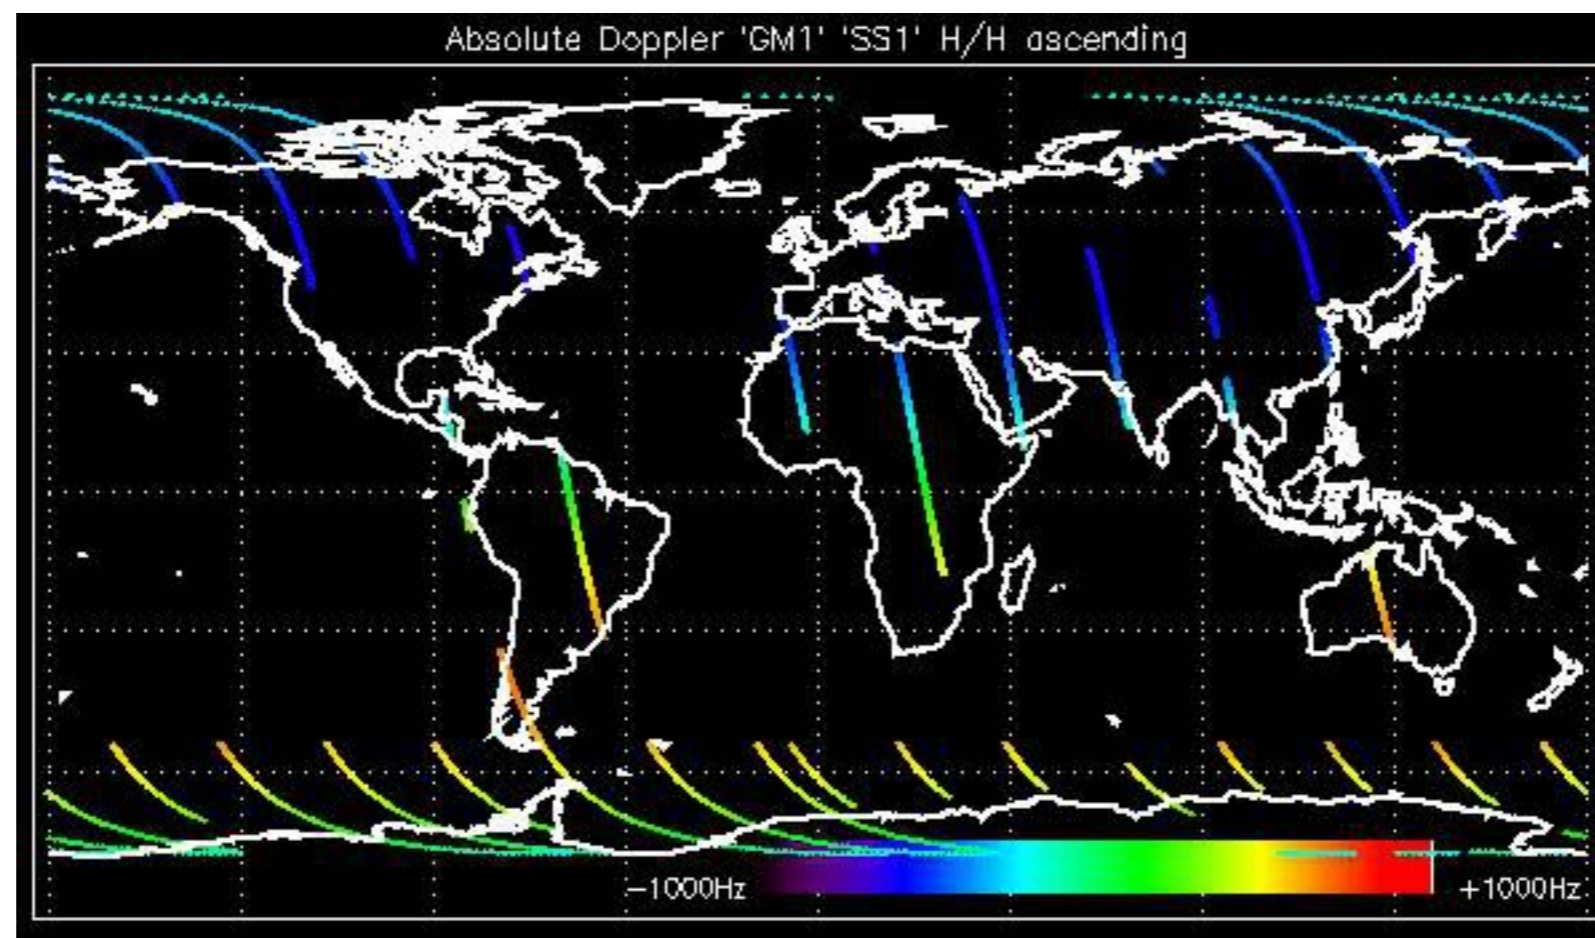 Absolute Doppler 'GM1' 'SS1' H/H ascending
−1000Hz
+1000Hz